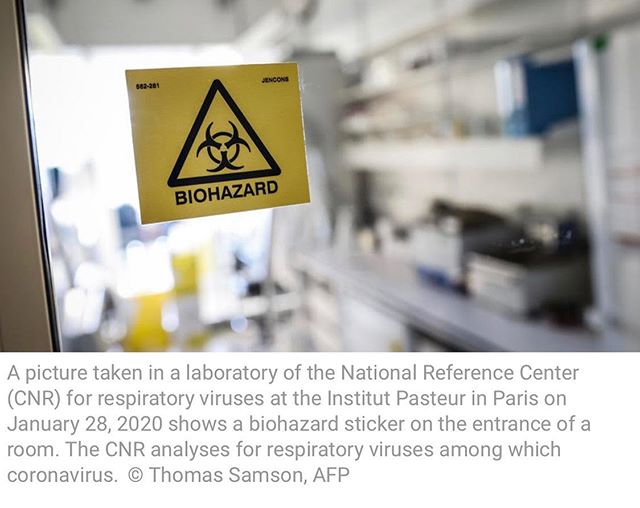 562-281 JENCONS
BIOHAZARD
A picture taken in a laboratory of the National Reference Center
(CNR) for respiratory viruses at the Institut Pasteur in Paris on
January 28, 2020 shows a biohazard sticker on the entrance of a
room. The CNR analyses for respiratory viruses among which
coronavirus.  © Thomas Samson, AFP